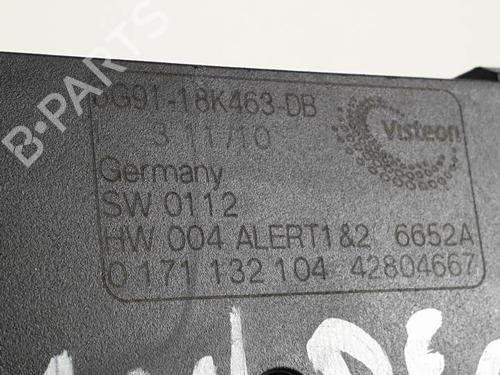 6G91-18K463-DB
3 11/10
Visteon
Germany
SW 0112
HW 004 ALERT1&2 6652A
0 171 132 104 42804667
B-PARTS